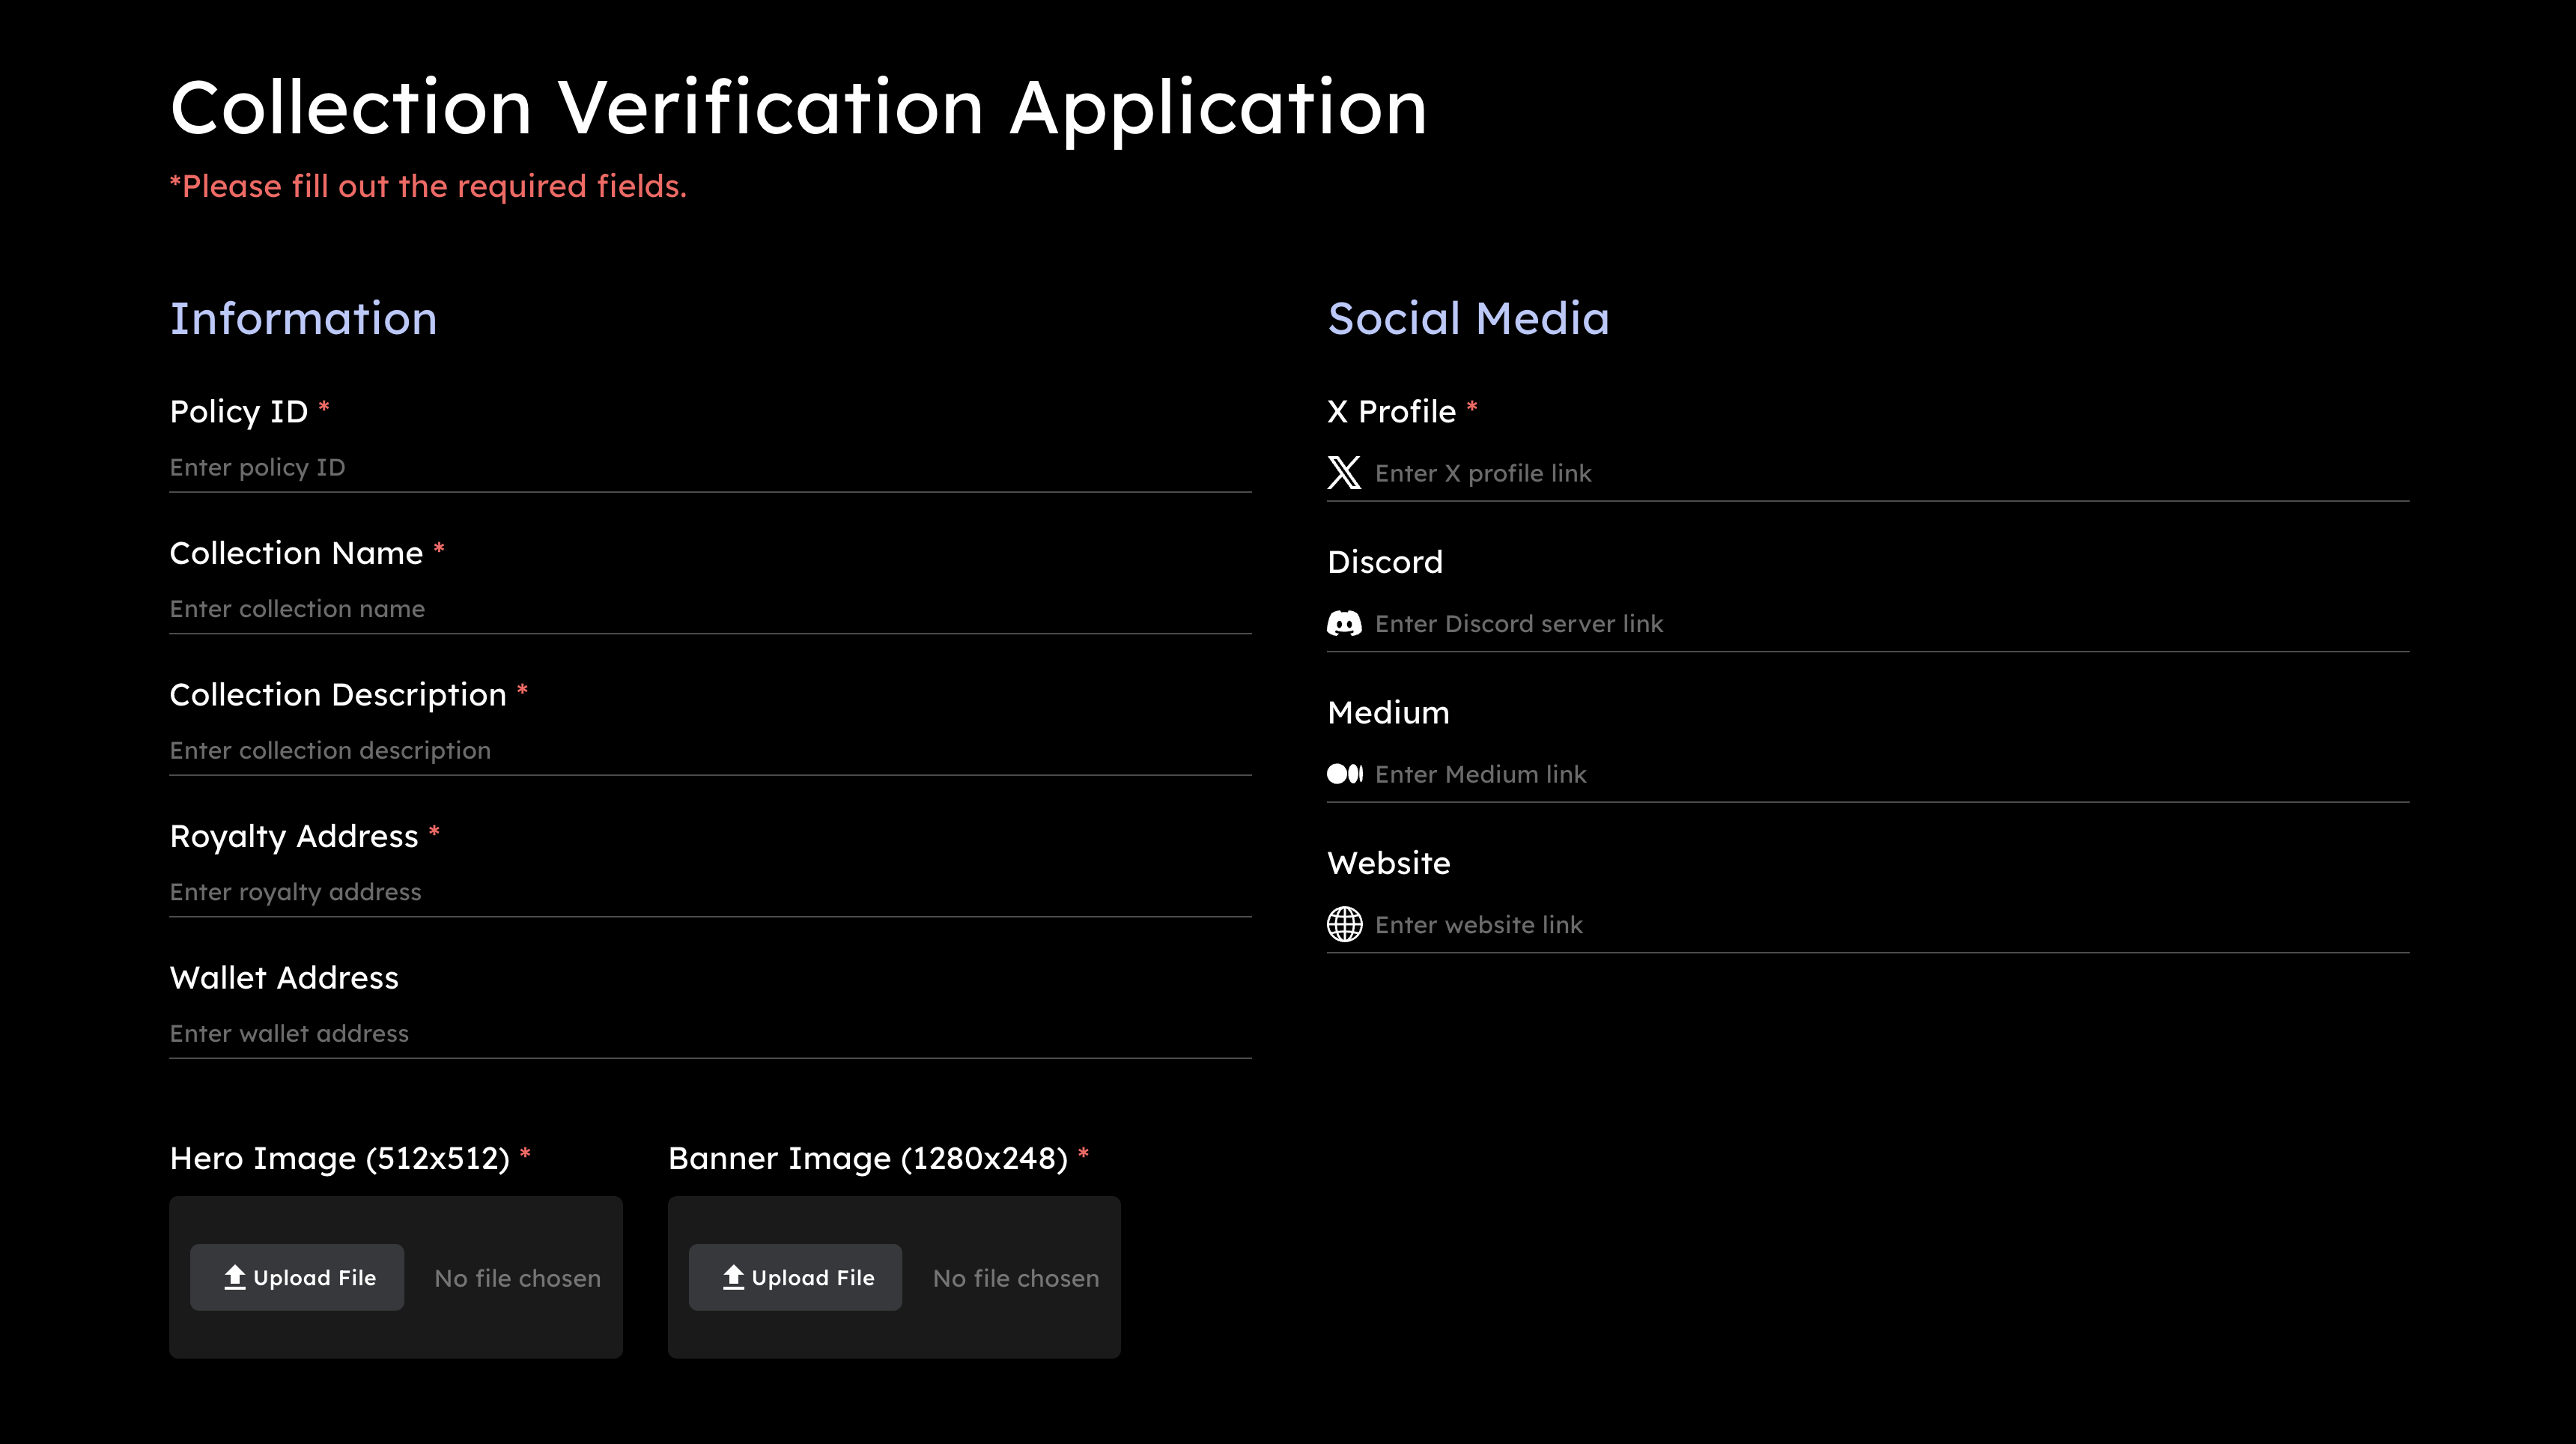 Collection Verification Application
*Please fill out the required fields.
Information
Policy ID *
Enter policy ID
Collection Name *
Enter collection name
Collection Description *
Enter collection description
Royalty Address *
Enter royalty address
Wallet Address
Enter wallet address
Hero Image (512x512) *
Upload File
No file chosen
Banner Image (1280x248) *
Upload File
No file chosen
Social Media
X Profile *
Enter X profile link
Discord
Enter Discord server link
Medium
Enter Medium link
Website
Enter website link